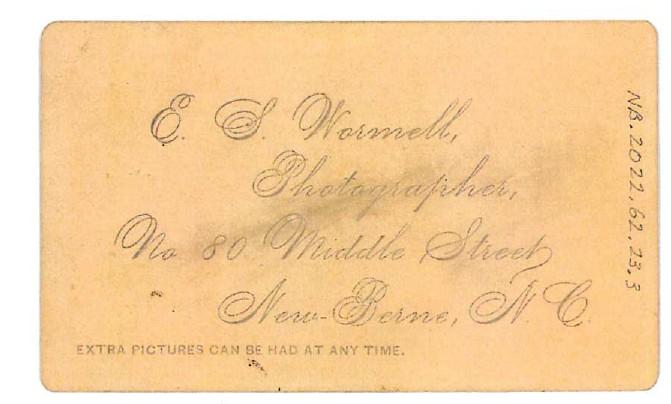 E. S. Wormell,
Photographer,
No 80 Middle Street
New-Berne, N. C.
EXTRA PICTURES CAN BE HAD AT ANY TIME.
NB.2022.62.23.3